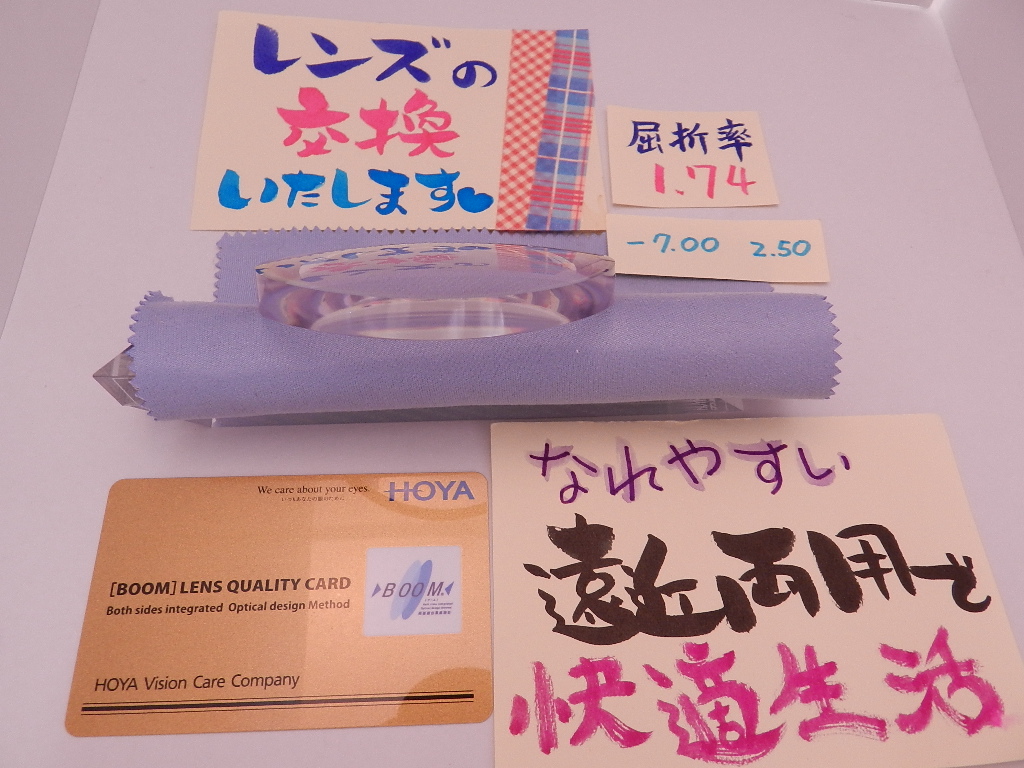 レンズの
交換
いたします
屈折率
1.74
-7.00 2.50
We care about your eyes.
HOYA
[BOOM] LENS QUALITY CARD
Both sides integrated Optical design Method
BOOM
HOYA Vision Care Company
なれやすい
遠近両用で
快適生活